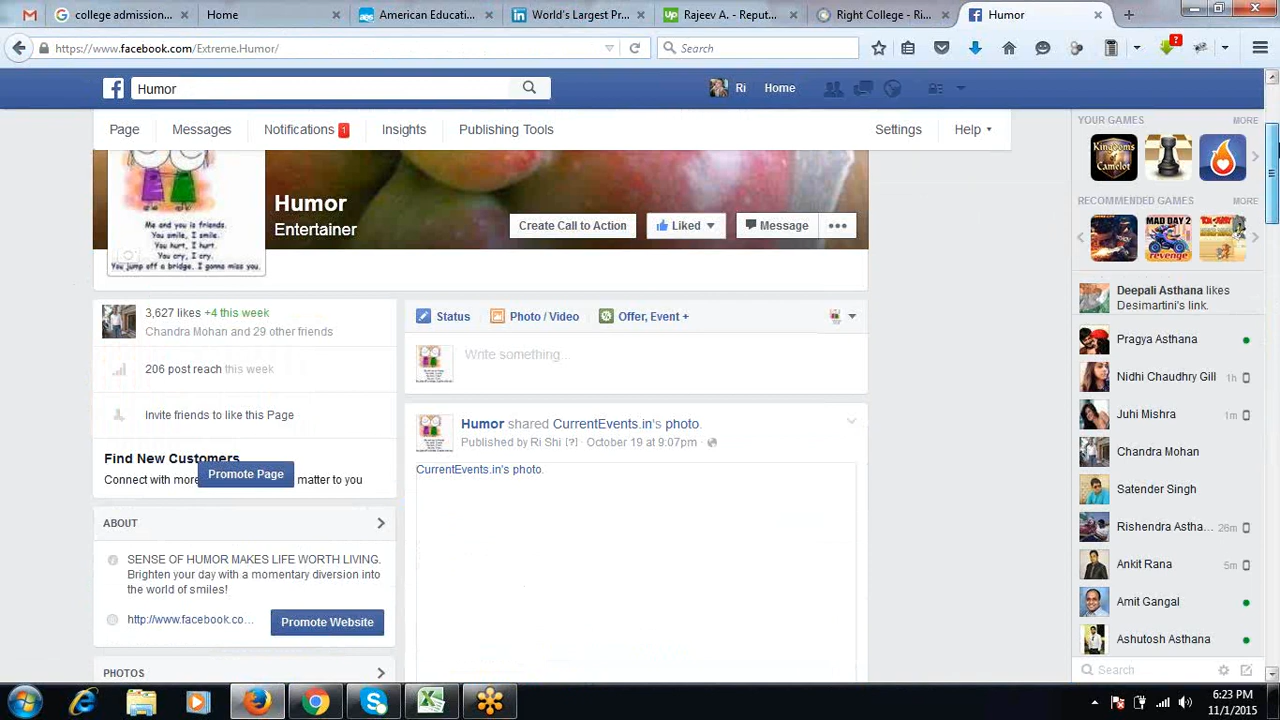 college admission...
Home
American Educati...
World's Largest Pr...
Rajeev A. - Reput...
Right College - Ri...
Humor
https://www.facebook.com/Extreme.Humor/
Search
?
Humor
Ri
Home
Page
Messages
Notifications 1
Insights
Publishing Tools
Settings
Help
Me and you is friends.
You smile, I smile.
You hurt, I hurt.
You cry, I cry.
You jump off a bridge, I gonna miss you.
Humor
Entertainer
Create Call to Action
Liked
Message
3,627 likes +4 this week
Chandra Mohan and 29 other friends
206 post reach this week
Invite friends to like this Page
Find New Customers
Connect with more
Promote Page
matter to you
ABOUT
SENSE OF HUMOR MAKES LIFE WORTH LIVING.
Brighten your day with a momentary diversion into
the world of smiles!
http://www.facebook.co...
Promote Website
PHOTOS
Status
Photo / Video
Offer, Event +
Write something...
Humor shared CurrentEvents.in's photo.
Published by Ri Shi [?] · October 19 at 9:07pm ·
CurrentEvents.in's photo.
YOUR GAMES
MORE
KINGDOMS of CAMELOT
RECOMMENDED GAMES
MORE
MAD DAY 2
REVENGE
Deepali Asthana likes
Desimartini's link.
Pragya Asthana
Nidhi Chaudhry Gill 1h
Juhi Mishra 1m
Chandra Mohan
Satender Singh
Rishendra Astha... 26m
Ankit Rana 5m
Amit Gangal
Ashutosh Asthana
Search
6:23 PM
11/1/2015